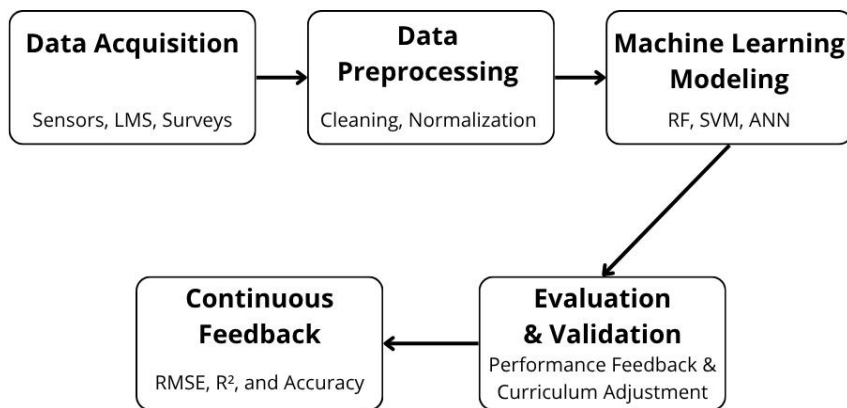 Data Acquisition
Sensors, LMS, Surveys
Data
Preprocessing
Cleaning, Normalization
Machine Learning
Modeling
RF, SVM, ANN
Evaluation
& Validation
Performance Feedback &
Curriculum Adjustment
Continuous
Feedback
RMSE, R², and Accuracy